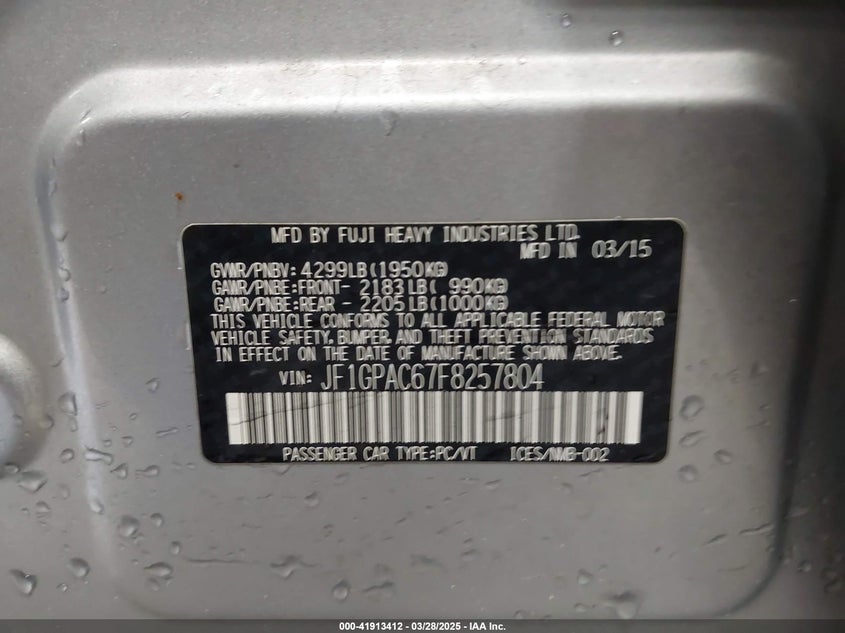 MFD BY FUJI HEAVY INDUSTRIES LTD.
MFD IN 03/15
GVWR/PNBV: 4299LB(1950KG)
GAWR/PNBE:FRONT- 2183LB( 990KG)
GAWR/PNBE:REAR - 2205LB(1000KG)
THIS VEHICLE CONFORMS TO ALL APPLICABLE FEDERAL MOTOR
VEHICLE SAFETY, BUMPER, AND THEFT PREVENTION STANDARDS
IN EFFECT ON THE DATE OF MANUFACTURE SHOWN ABOVE.
VIN: JF1GPAC67F8257804
PASSENGER CAR TYPE:PC/VT ICES/NMB-002
000-41913412 | 03/28/2025 - IAA Inc.